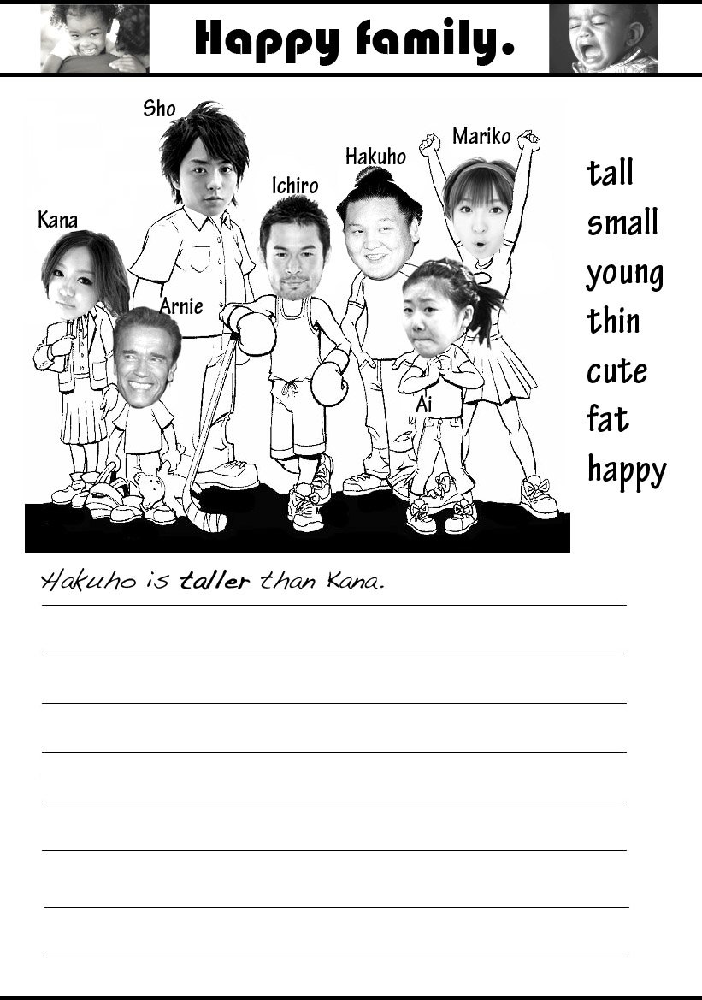 Happy family.
Sho
Mariko
Hakuho
Ichiro
Kana
Arnie
Ai
tall
small
young
thin
cute
fat
happy
Hakuho is taller than Kana.